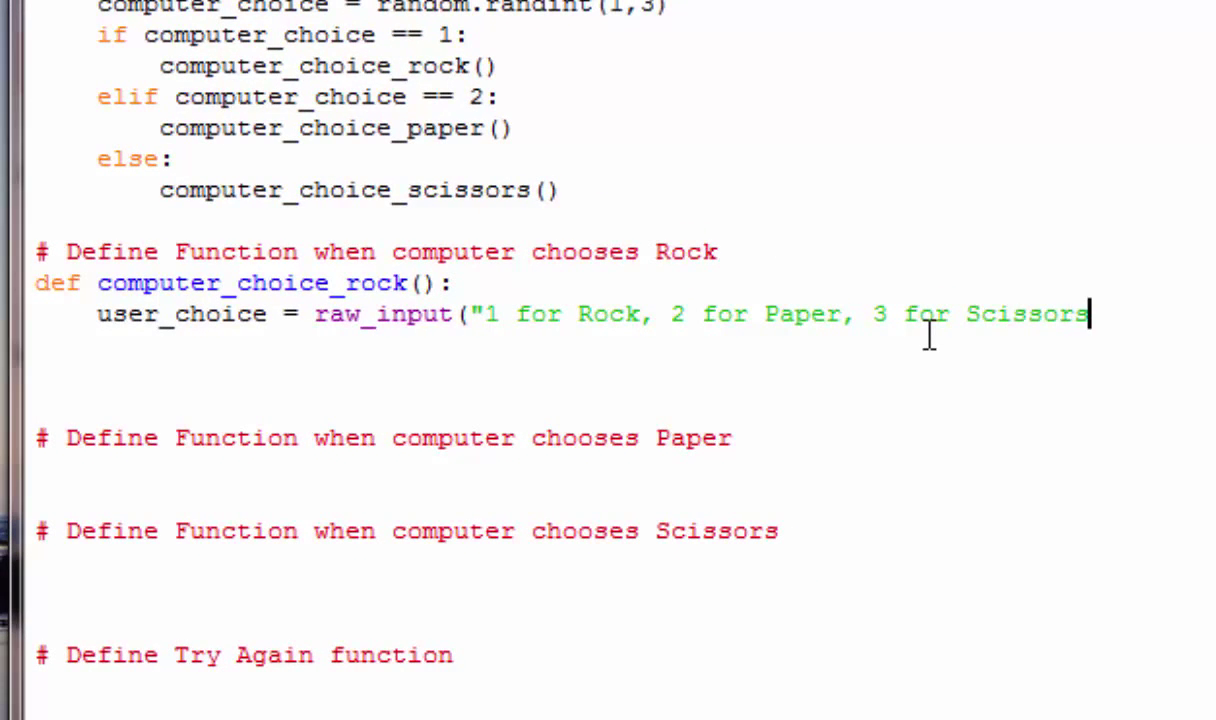 computer_choice = random.randint(1,3)
if computer_choice == 1:
computer_choice_rock()
elif computer_choice == 2:
computer_choice_paper()
else:
computer_choice_scissors()
# Define Function when computer chooses Rock
def computer_choice_rock():
user_choice = raw_input("1 for Rock, 2 for Paper, 3 for Scissors
# Define Function when computer chooses Paper
# Define Function when computer chooses Scissors
# Define Try Again function